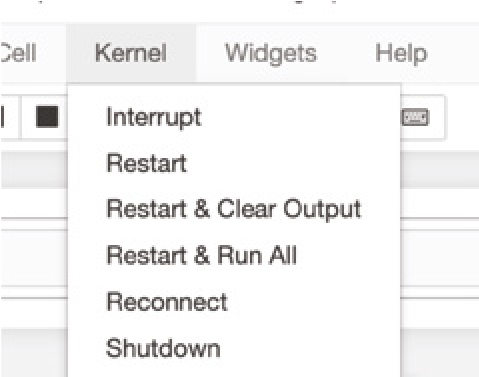 Cell Kernel Widgets Help
Interrupt
Restart
Restart & Clear Output
Restart & Run All
Reconnect
Shutdown